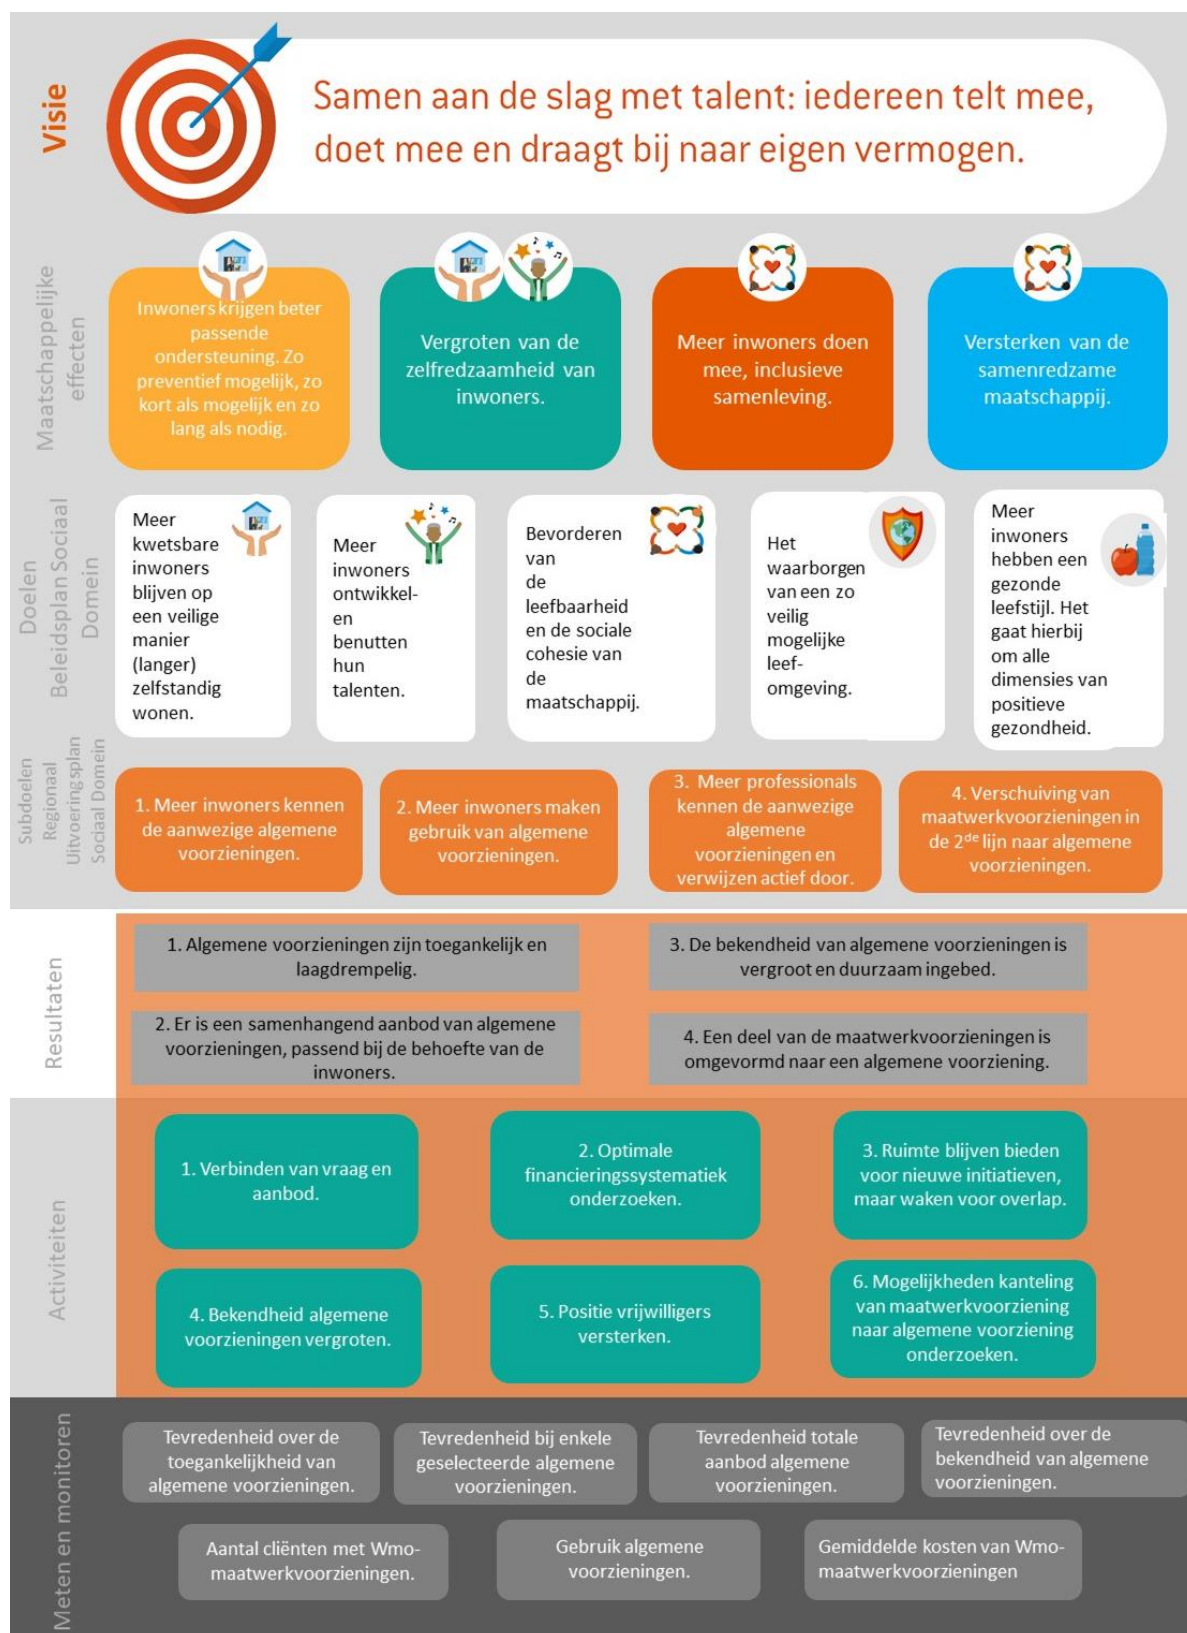 Visie
Samen aan de slag met talent: iedereen telt mee,
doet mee en draagt bij naar eigen vermogen.
Maatschappelijke
effecten
Inwoners krijgen beter
passende
ondersteuning. Zo
preventief mogelijk, zo
kort als mogelijk en zo
lang als nodig.
Vergroten van de
zelfredzaamheid van
inwoners.
Meer inwoners doen
mee, inclusieve
samenleving.
Versterken van de
samenredzame
maatschappij.
Doelen
Beleidsplan Sociaal
Domein
Meer
kwetsbare
inwoners
blijven op
een veilige
manier
(langer)
zelfstandig
wonen.
Meer
inwoners
ontwikkel-
en
benutten
hun
talenten.
Bevorderen
van
de
leefbaarheid
en de sociale
cohesie van
de
maatschappij.
Het
waarborgen
van een zo
veilig
mogelijke
leef-
omgeving.
Meer
inwoners
hebben een
gezonde
leefstijl. Het
gaat hierbij
om alle
dimensies van
positieve
gezondheid.
Subdoelen
Regionaal
Uitvoeringsplan
Sociaal Domein
1. Meer inwoners kennen
de aanwezige algemene
voorzieningen.
2. Meer inwoners maken
gebruik van algemene
voorzieningen.
3. Meer professionals
kennen de aanwezige
algemene
voorzieningen en
verwijzen actief door.
4. Verschuiving van
maatwerkvoorzieningen in
de 2de lijn naar algemene
voorzieningen.
Resultaten
1. Algemene voorzieningen zijn toegankelijk en
laagdrempelig.
3. De bekendheid van algemene voorzieningen is
vergroot en duurzaam ingebed.
2. Er is een samenhangend aanbod van algemene
voorzieningen, passend bij de behoefte van de
inwoners.
4. Een deel van de maatwerkvoorzieningen is
omgevormd naar een algemene voorziening.
Activiteiten
1. Verbinden van vraag en
aanbod.
2. Optimale
financieringssystematiek
onderzoeken.
3. Ruimte blijven bieden
voor nieuwe initiatieven,
maar waken voor overlap.
4. Bekendheid algemene
voorzieningen vergroten.
5. Positie vrijwilligers
versterken.
6. Mogelijkheden kanteling
van maatwerkvoorziening
naar algemene voorziening
onderzoeken.
Meten en monitoren
Tevredenheid over de
toegankelijkheid van
algemene voorzieningen.
Tevredenheid bij enkele
geselecteerde algemene
voorzieningen.
Tevredenheid totale
aanbod algemene
voorzieningen.
Tevredenheid over de
bekendheid van algemene
voorzieningen.
Aantal cliënten met Wmo-
maatwerkvoorzieningen.
Gebruik algemene
voorzieningen.
Gemiddelde kosten van Wmo-
maatwerkvoorzieningen